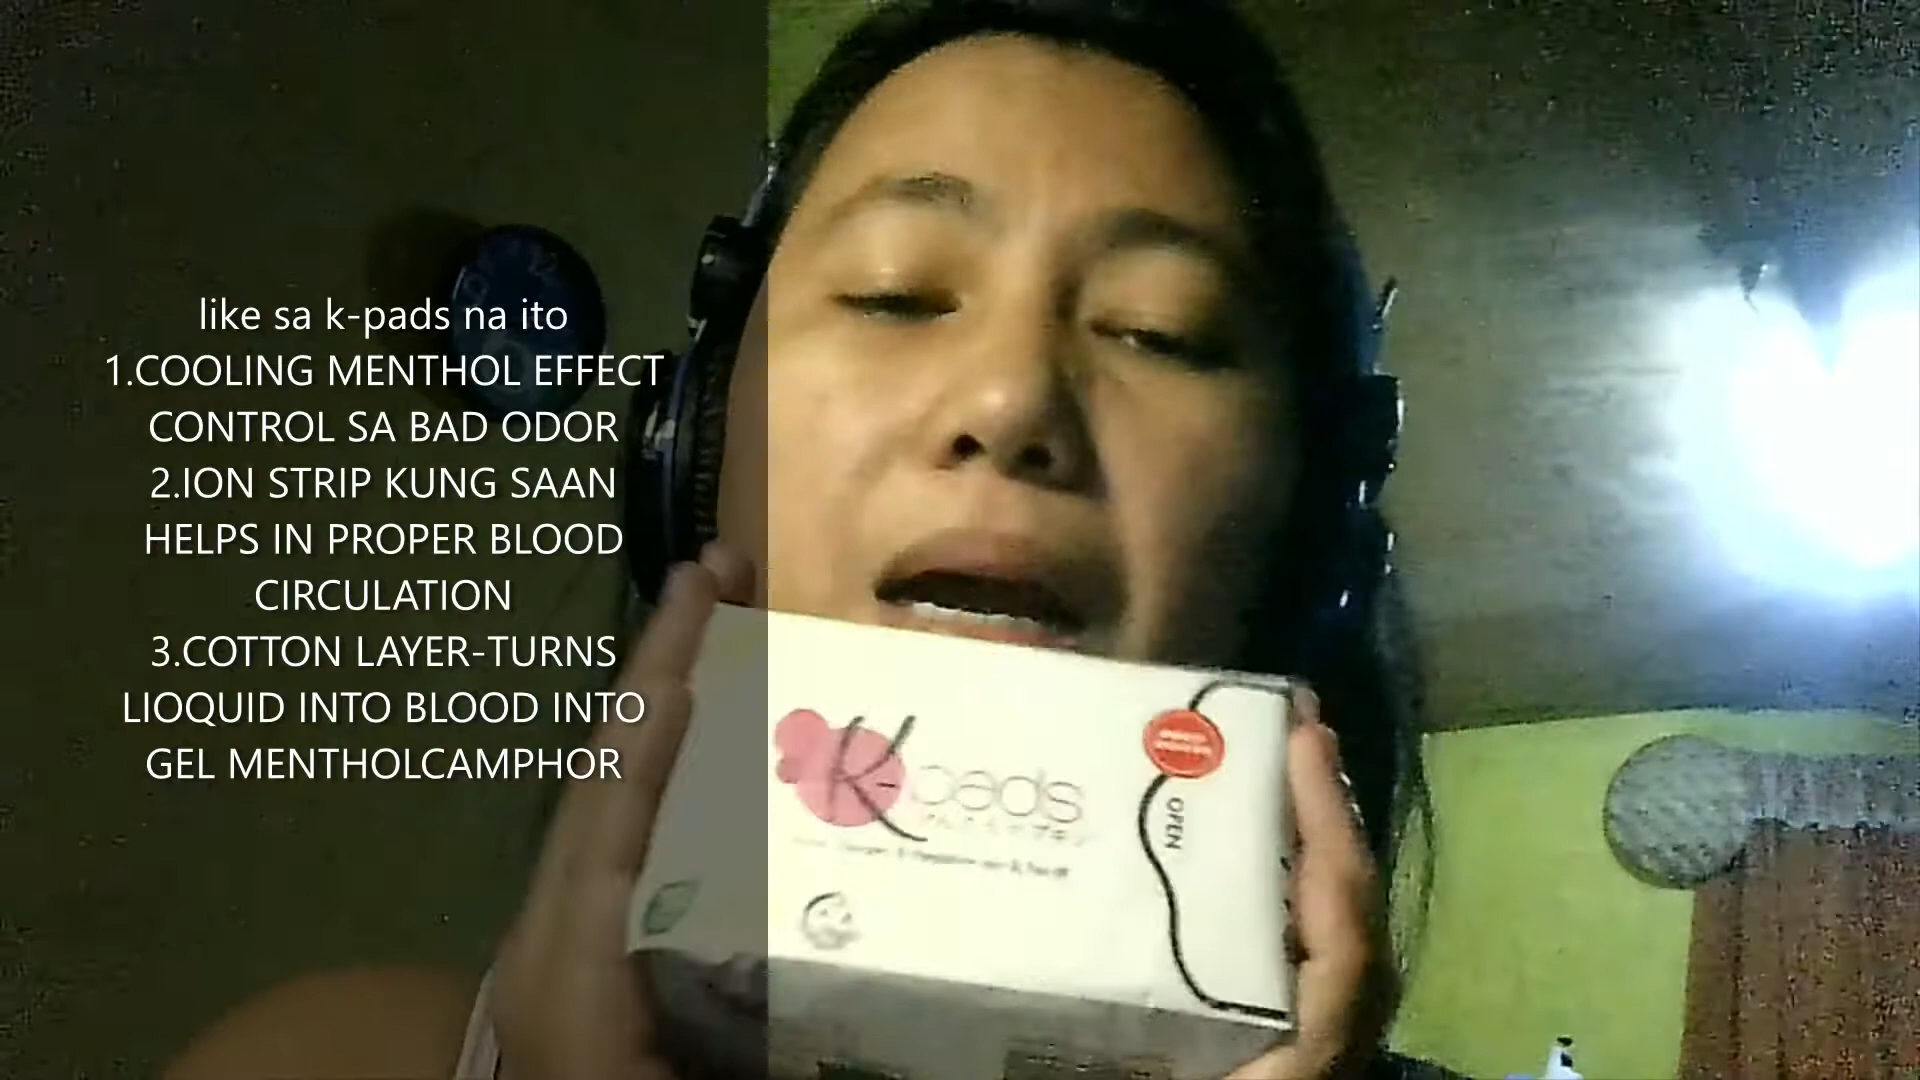 like sa k-pads na ito
1.COOLING MENTHOL EFFECT
CONTROL SA BAD ODOR
2.ION STRIP KUNG SAAN
HELPS IN PROPER BLOOD
CIRCULATION
3.COTTON LAYER-TURNS
LIOQUID INTO BLOOD INTO
GEL MENTHOLCAMPHOR
K-pads
OPEN